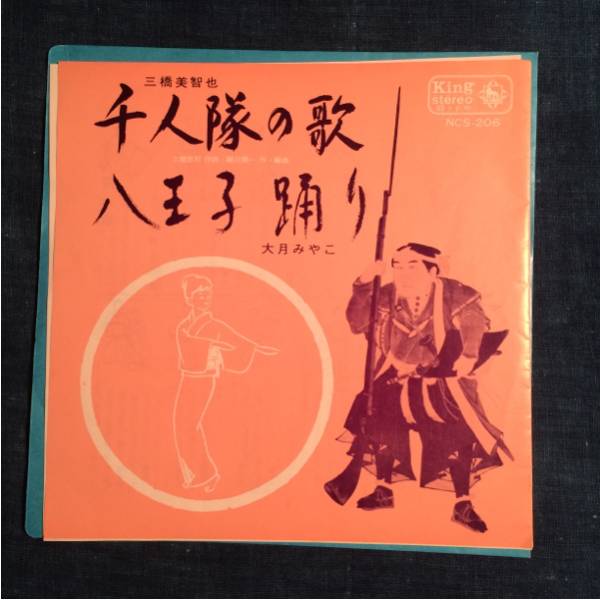 三橋美智也
千人隊の歌
八王子踊り
大月みやこ
King
stereo
NCS-206